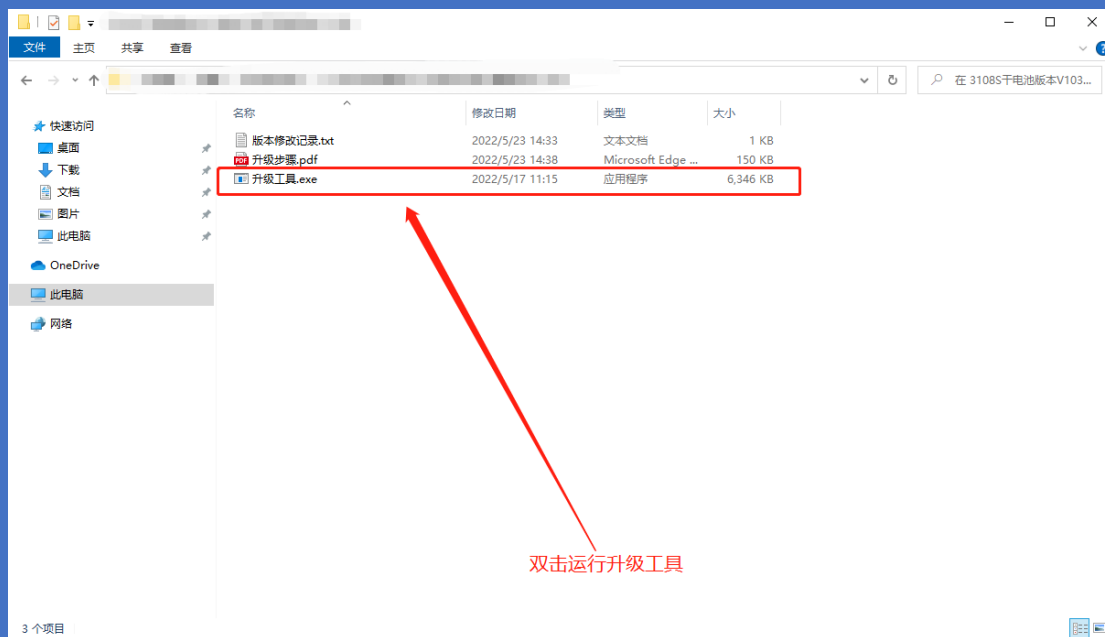 文件 主页 共享 查看
在 3108S干电池版本V103...
名称 修改日期 类型 大小
快速访问
桌面
下载
文档
图片
此电脑
OneDrive
此电脑
网络
版本修改记录.txt 2022/5/23 14:33 文本文档 1 KB
升级步骤.pdf 2022/5/23 14:38 Microsoft Edge ... 150 KB
升级工具.exe 2022/5/17 11:15 应用程序 6,346 KB
双击运行升级工具
3 个项目